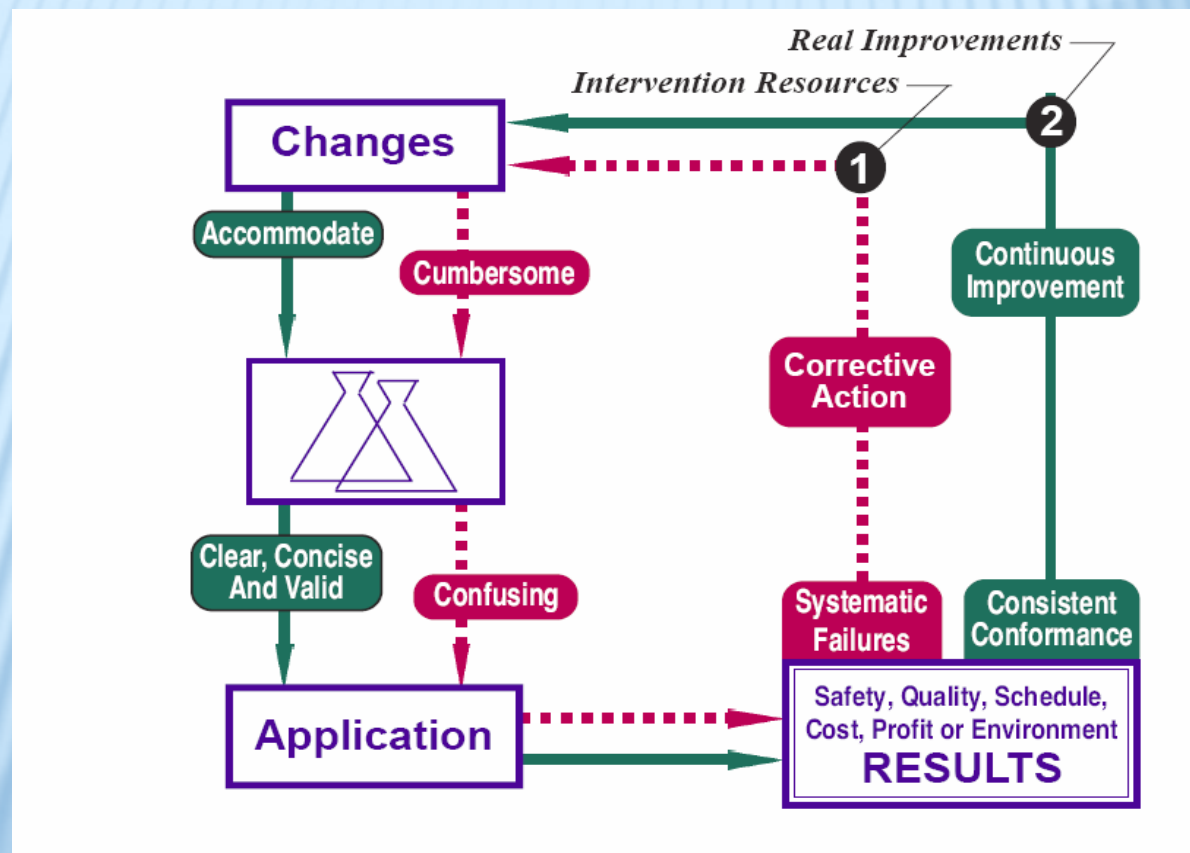 Real Improvements
Intervention Resources
2
1
Changes
Accommodate
Cumbersome
Continuous
Improvement
Corrective
Action
Clear, Concise
And Valid
Confusing
Systematic
Failures
Consistent
Conformance
Application
Safety, Quality, Schedule,
Cost, Profit or Environment
RESULTS